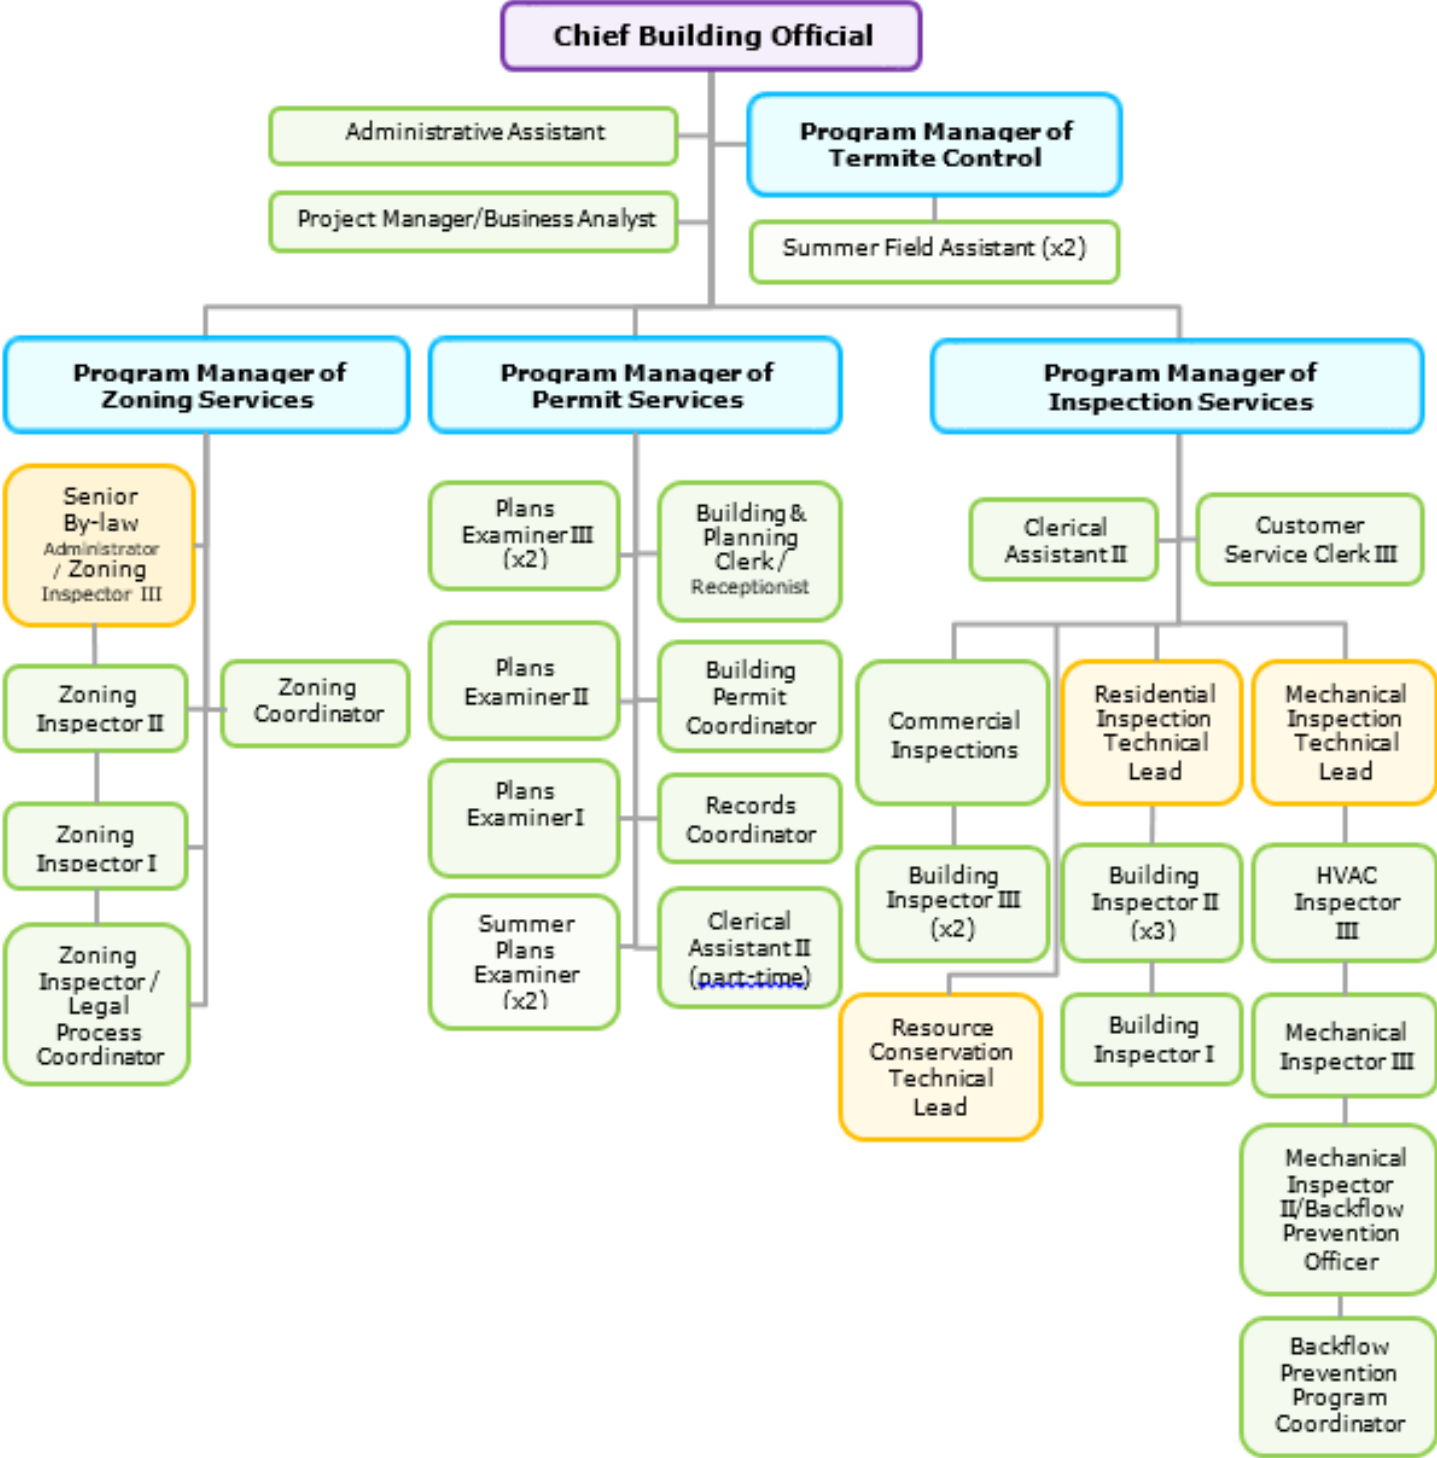 Chief Building Official
Administrative Assistant
Program Manager of
Termite Control
Project Manager/Business Analyst
Summer Field Assistant (x2)
Program Manager of
Zoning Services
Program Manager of
Permit Services
Program Manager of
Inspection Services
Senior
By-law
Administrator
/ Zoning
Inspector III
Zoning
Inspector II
Zoning
Coordinator
Zoning
Inspector I
Zoning
Inspector /
Legal
Process
Coordinator
Plans
Examiner III
(x2)
Building &
Planning
Clerk /
Receptionist
Plans
Examiner II
Building
Permit
Coordinator
Plans
Examiner I
Records
Coordinator
Summer
Plans
Examiner
(x2)
Clerical
Assistant II
(part-time)
Clerical
Assistant II
Customer
Service Clerk III
Commercial
Inspections
Residential
Inspection
Technical
Lead
Mechanical
Inspection
Technical
Lead
Building
Inspector III
(x2)
Building
Inspector II
(x3)
HVAC
Inspector
III
Resource
Conservation
Technical
Lead
Building
Inspector I
Mechanical
Inspector III
Mechanical
Inspector
II/Backflow
Prevention
Officer
Backflow
Prevention
Program
Coordinator